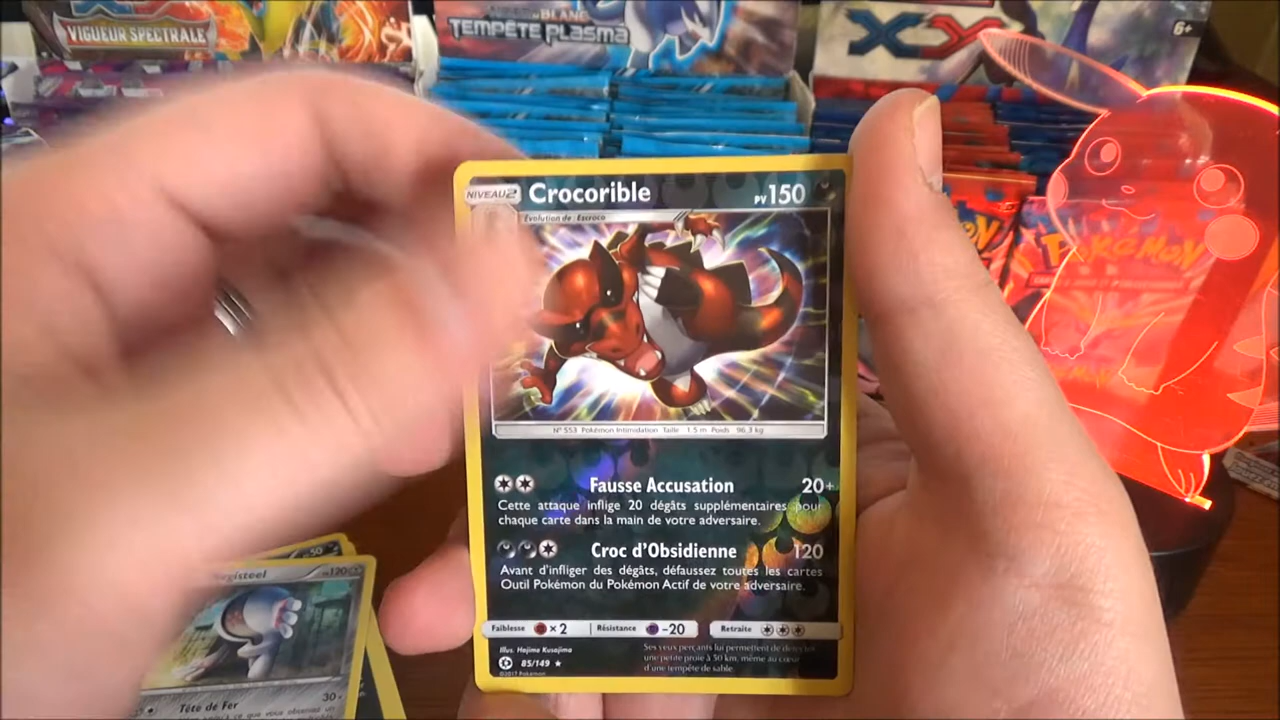 VIGUEUR SPECTRALE
BLANC
TEMPÊTE PLASMA
XY
6+
NIVEAU 2 Crocorible PV 150
Évolution de : Escroco
N° 553 Pokémon Intimidation Taille 1.5 m Poids 96.3 kg
Fausse Accusation 20+
Cette attaque inflige 20 dégâts supplémentaires pour
chaque carte dans la main de votre adversaire.
Croc d'Obsidienne 120
Avant d'infliger des dégâts, défaussez toutes les cartes
Outil Pokémon du Pokémon Actif de votre adversaire.
Faiblesse ×2 Résistance -20 Retraite
Illus. Hajime Kusajima
85/149
©2017 Pokémon
Ses yeux perçants lui permettent de détecter
une petite proie à 50 km, même au cœur
d'une tempête de sable.
POKÉMON
50
Registeel 120
Tête de Fer 30